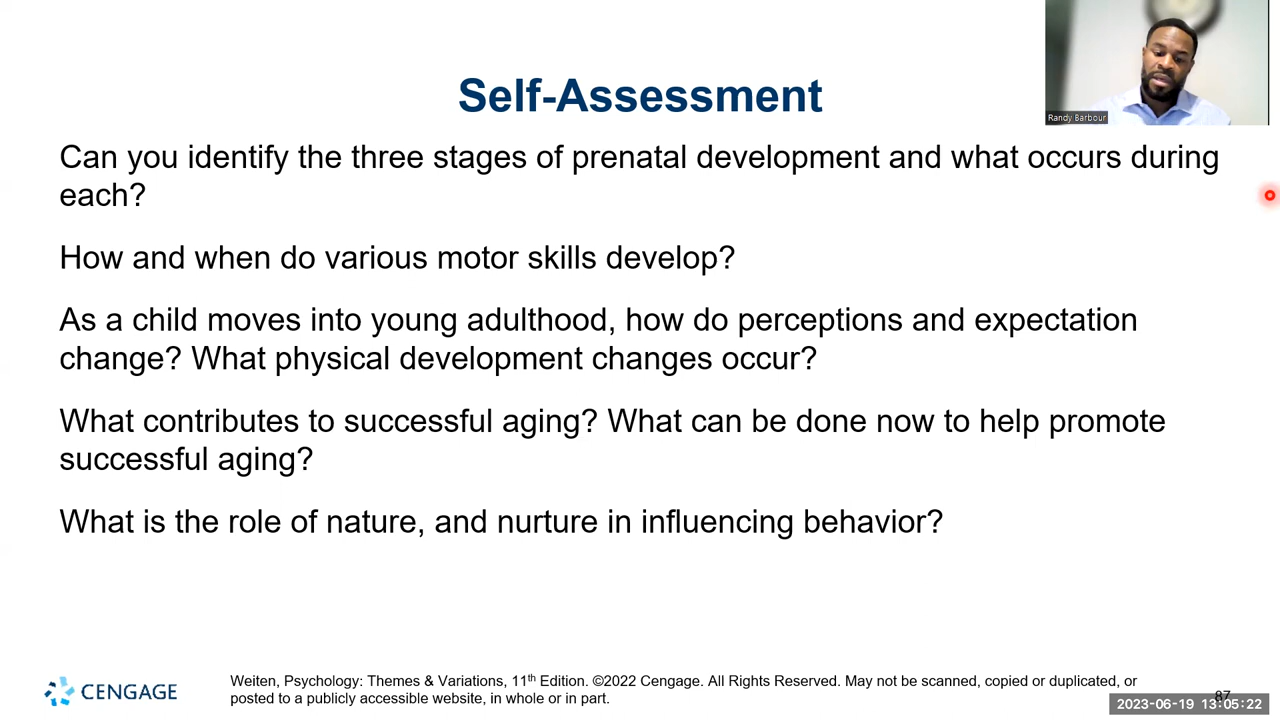 Self-Assessment
Randy Barbour
Can you identify the three stages of prenatal development and what occurs during
each?
How and when do various motor skills develop?
As a child moves into young adulthood, how do perceptions and expectation
change? What physical development changes occur?
What contributes to successful aging? What can be done now to help promote
successful aging?
What is the role of nature, and nurture in influencing behavior?
CENGAGE
Weiten, Psychology: Themes & Variations, 11th Edition. ©2022 Cengage. All Rights Reserved. May not be scanned, copied or duplicated, or
posted to a publicly accessible website, in whole or in part.
87
2023-06-19 13:05:22